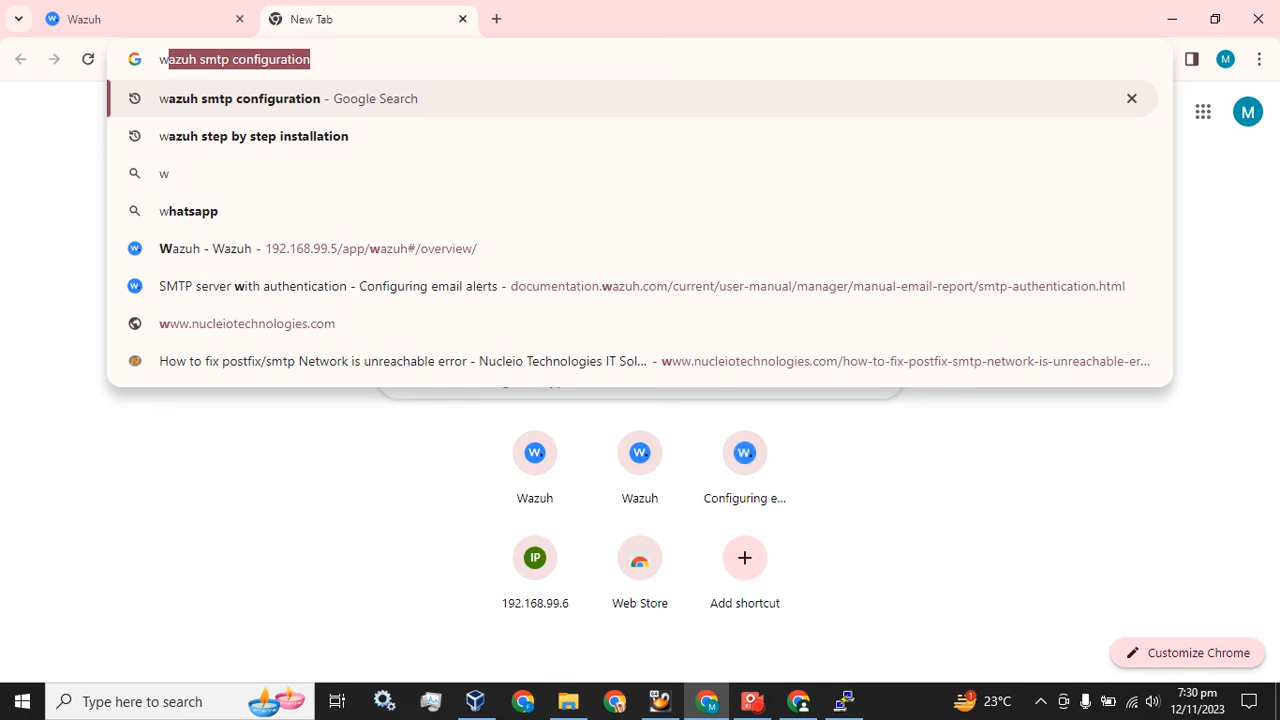 Wazuh
New Tab
wazuh smtp configuration
wazuh smtp configuration - Google Search
wazuh step by step installation
w
whatsapp
Wazuh - Wazuh - 192.168.99.5/app/wazuh#/overview/
SMTP server with authentication - Configuring email alerts - documentation.wazuh.com/current/user-manual/manager/manual-email-report/smtp-authentication.html
www.nucleiotechnologies.com
How to fix postfix/smtp Network is unreachable error - Nucleio Technologies IT Sol... - www.nucleiotechnologies.com/how-to-fix-postfix-smtp-network-is-unreachable-er...
M
M
Wazuh
Wazuh
Configuring e...
IP
192.168.99.6
Web Store
Add shortcut
Customize Chrome
Type here to search
23°C
7:30 pm
12/11/2023